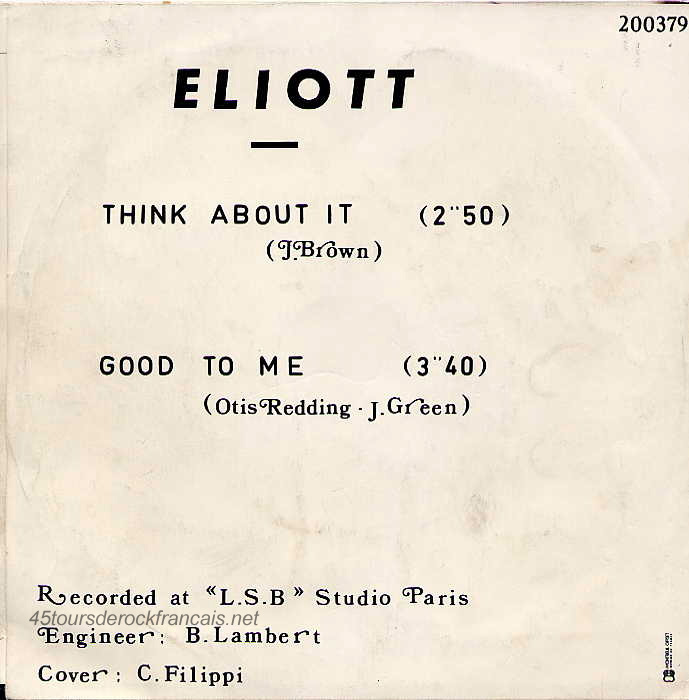 200379
ELIOTT
THINK ABOUT IT (2"50)
(J.Brown)
GOOD TO ME (3"40)
(Otis Redding - J. Green)
Recorded at «L.S.B» Studio Paris
45toursderockfrancais.net
Engineer: B. Lambert
Cover: C. Filippi